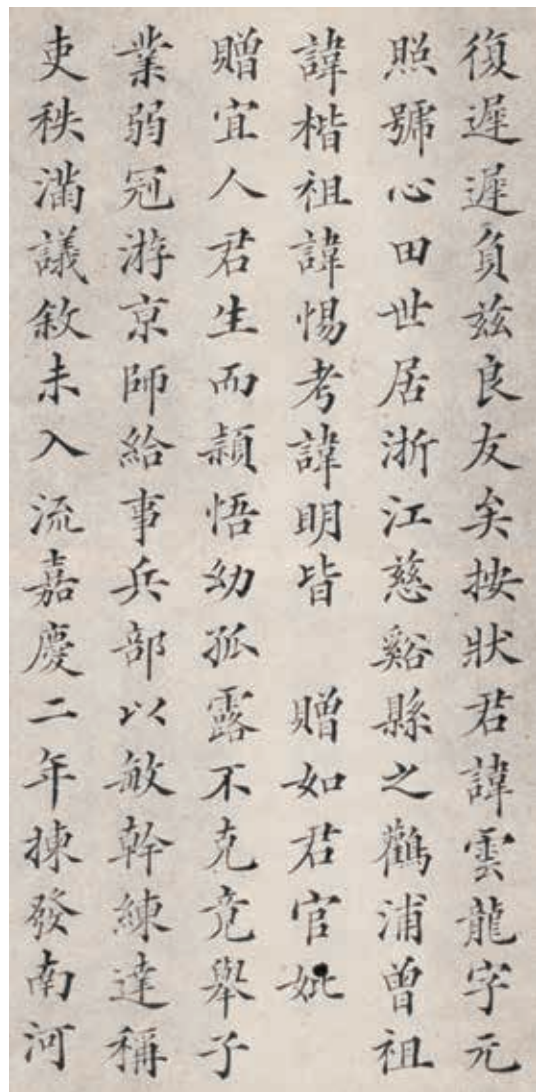 復遲遲負茲良友矣按狀君諱雲龍字元
照號心田世居浙江慈谿縣之鸛浦曾祖
諱楷祖諱惕考諱明皆 贈如君官妣
贈宜人君生而穎悟幼孤露不克竟舉子
業弱冠游京師給事兵部以敏幹練達稱
吏秩滿議敘未入流嘉慶二年揀發南河